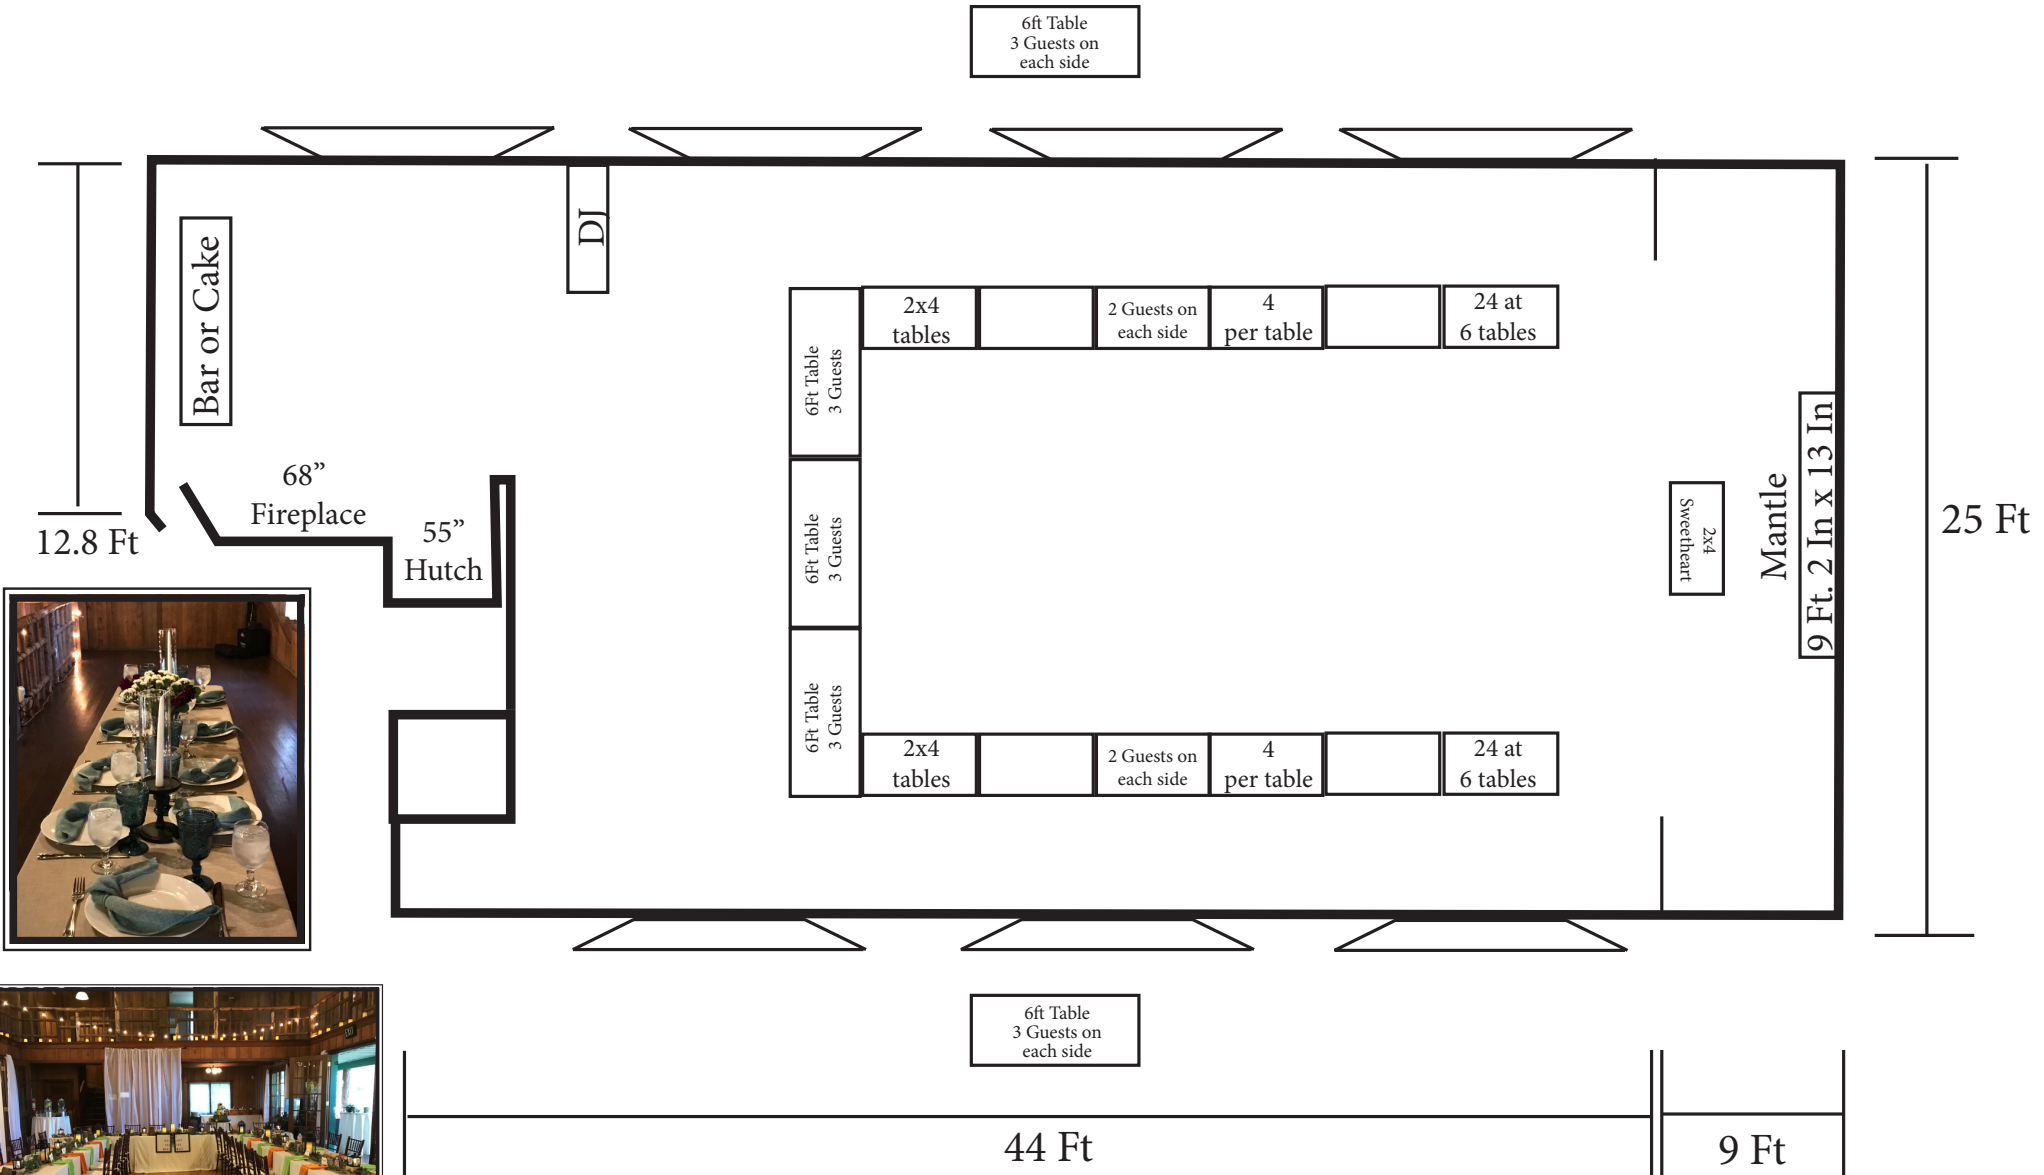 6ft Table
3 Guests on
each side
DJ
Bar or Cake
2x4
tables
2 Guests on
each side
4
per table
24 at
6 tables
6Ft Table
3 Guests
6Ft Table
3 Guests
6Ft Table
3 Guests
68”
Fireplace
55”
Hutch
12.8 Ft
2x4
Sweetheart
Mantle
9 Ft. 2 In x 13 In
25 Ft
2x4
tables
2 Guests on
each side
4
per table
24 at
6 tables
6ft Table
3 Guests on
each side
44 Ft
9 Ft